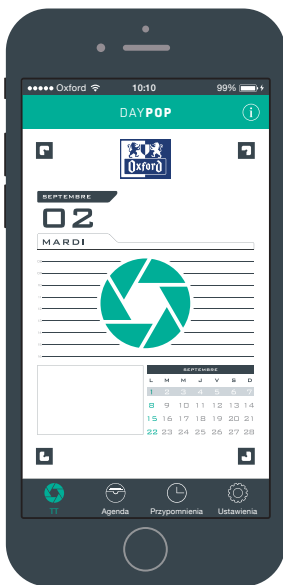 Oxford 10:10 99%
DAYPOP
Oxford
SEPTEMBRE
02
MARDI
SEPTEMBRE
L M M J V S D
1 2 3 4 5 6 7
8 9 10 11 12 13 14
15 16 17 18 19 20 21
22 23 24 25 26 27 28
TT Agenda Przypomnienia Ustawienia